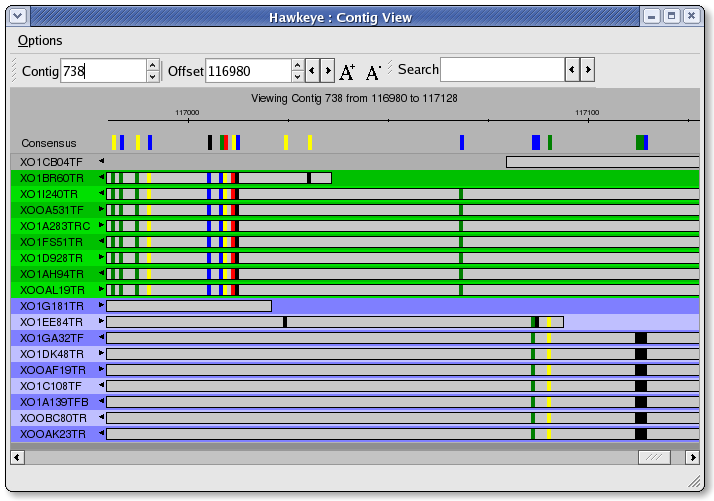 Hawkeye : Contig View
Options
Contig 738 Offset 116980 A+ A- Search
Viewing Contig 738 from 116980 to 117128
117000 117100
Consensus
XO1CB04TF
XO1BR60TR
XO1I240TR
XOOA531TF
XO1A283TRC
XO1FS51TR
XO1D928TR
XO1AH94TR
XOOAL19TR
XO1G181TR
XO1EE84TR
XO1GA32TF
XO1DK48TR
XOOAF19TR
XO1C108TF
XO1A139TFB
XOOBC80TR
XOOAK23TR